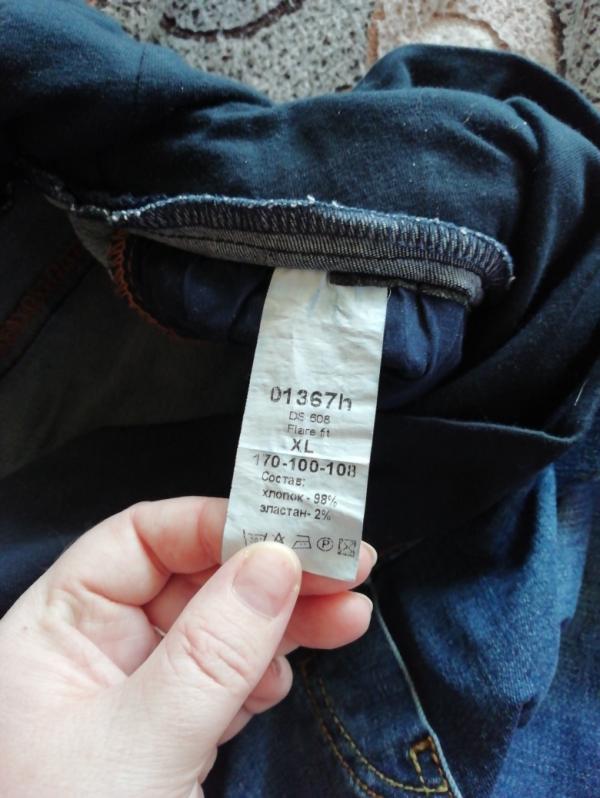 01367h
DS 608
Flare fit
XL
170-100-108
Состав:
хлопок - 98%
эластан- 2%
P